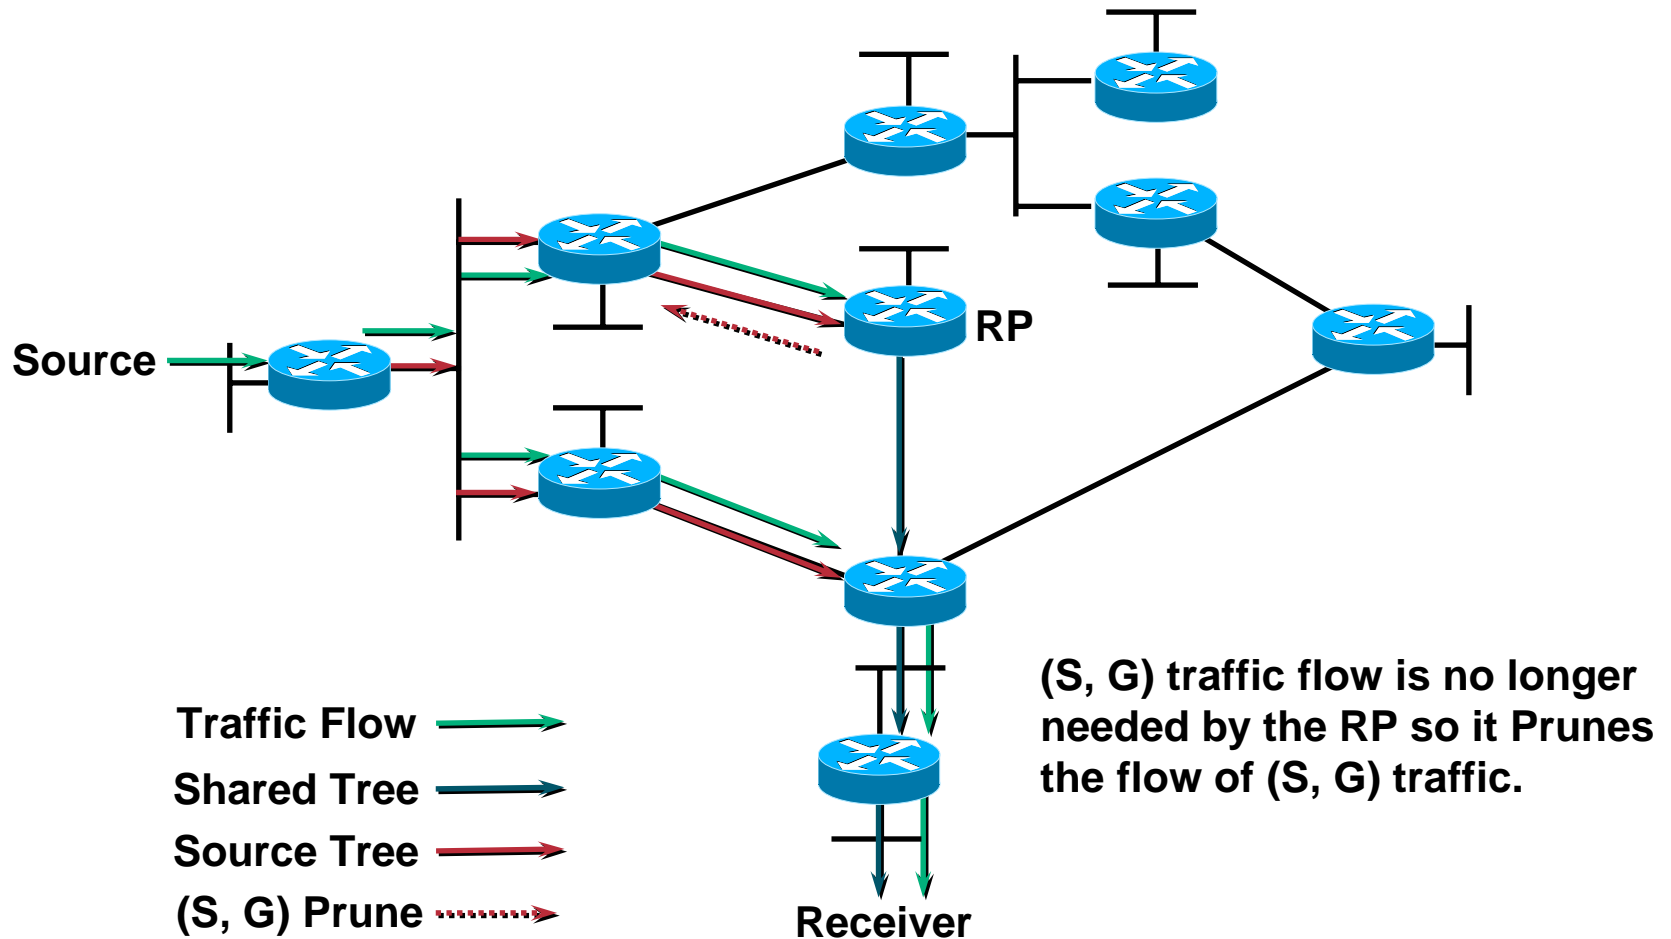 RP
Source
(S, G) traffic flow is no longer
needed by the RP so it Prunes
the flow of (S, G) traffic.
Traffic Flow
Shared Tree
Source Tree
(S, G) Prune
Receiver